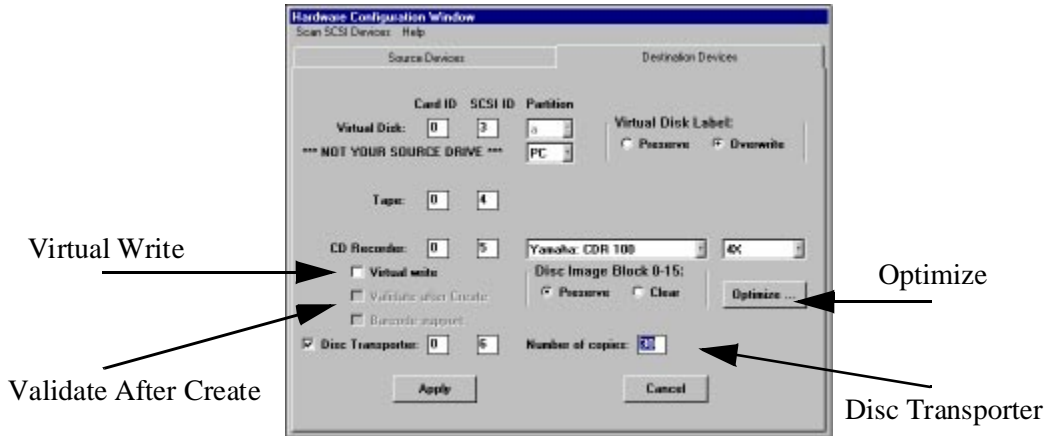 Hardware Configuration Window
Scan SCSI Devices Help
Source Devices Destination Devices
Card ID SCSI ID Partition
Virtual Disk: 0 3 a Virtual Disk Label:
Preserve Overwrite
*** NOT YOUR SOURCE DRIVE *** PC
Tape: 0 4
Virtual Write
CD Recorder: 0 5 Yamaha: CDR 100 4X
Virtual write Disc Image Block 0-15:
Optimize
Validate after Create Preserve Clear Optimize ...
Barcode support
Disc Transporter: 0 6 Number of copies:
Validate After Create
Apply Cancel
Disc Transporter